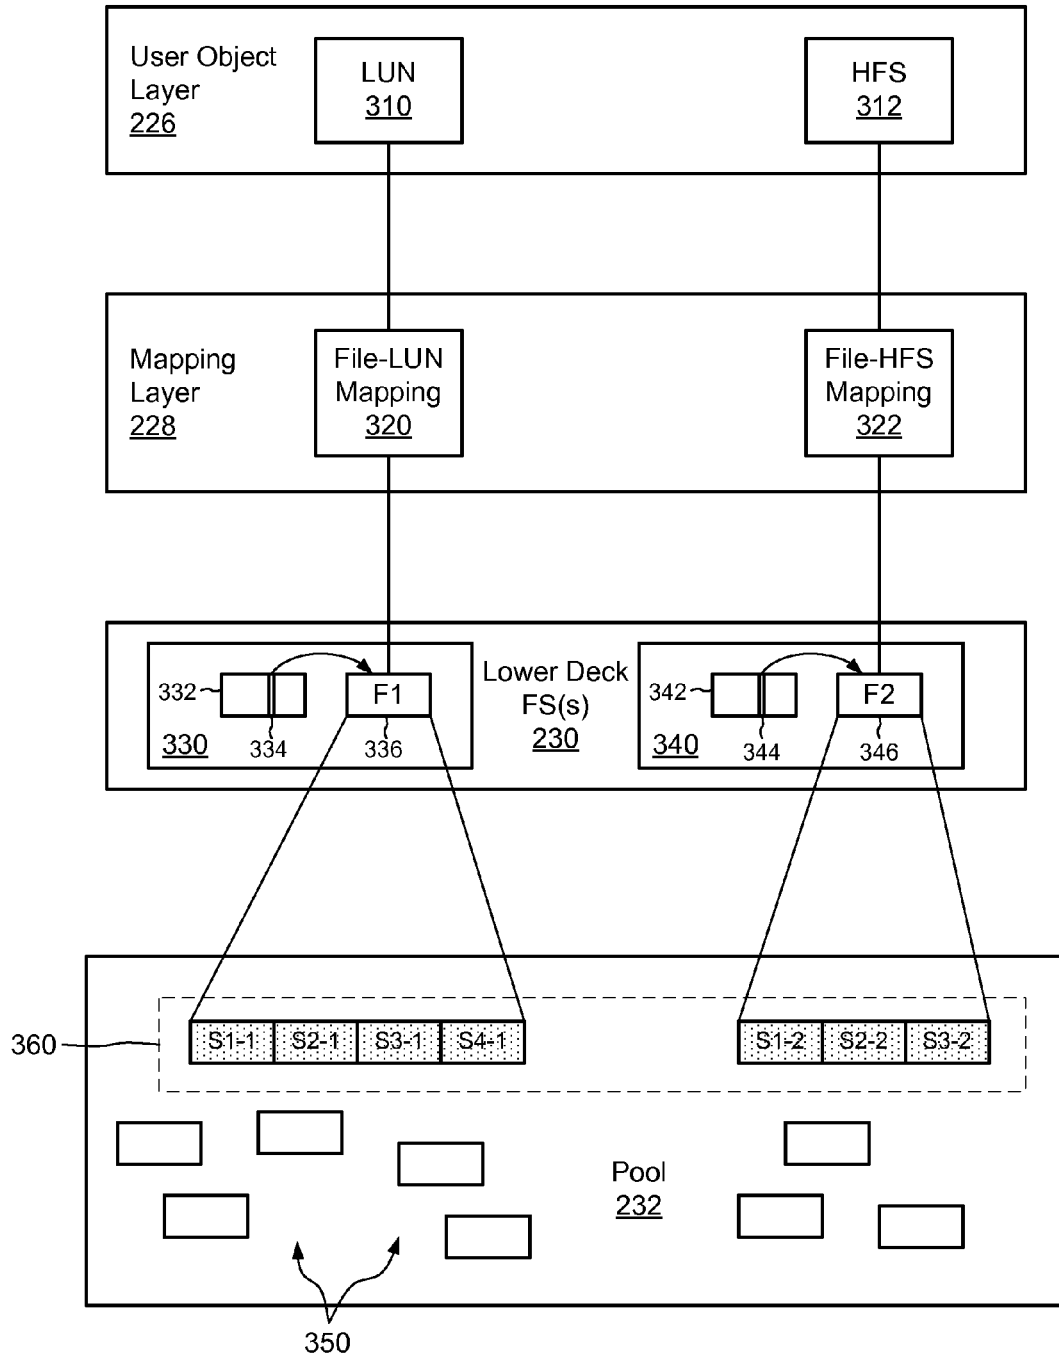 User Object
Layer
226
LUN
310
HFS
312
Mapping
Layer
228
File-LUN
Mapping
320
File-HFS
Mapping
322
332
F1
330
334
336
Lower Deck
FS(s)
230
342
F2
340
344
346
360
S1-1 S2-1 S3-1 S4-1
S1-2 S2-2 S3-2
Pool
232
350